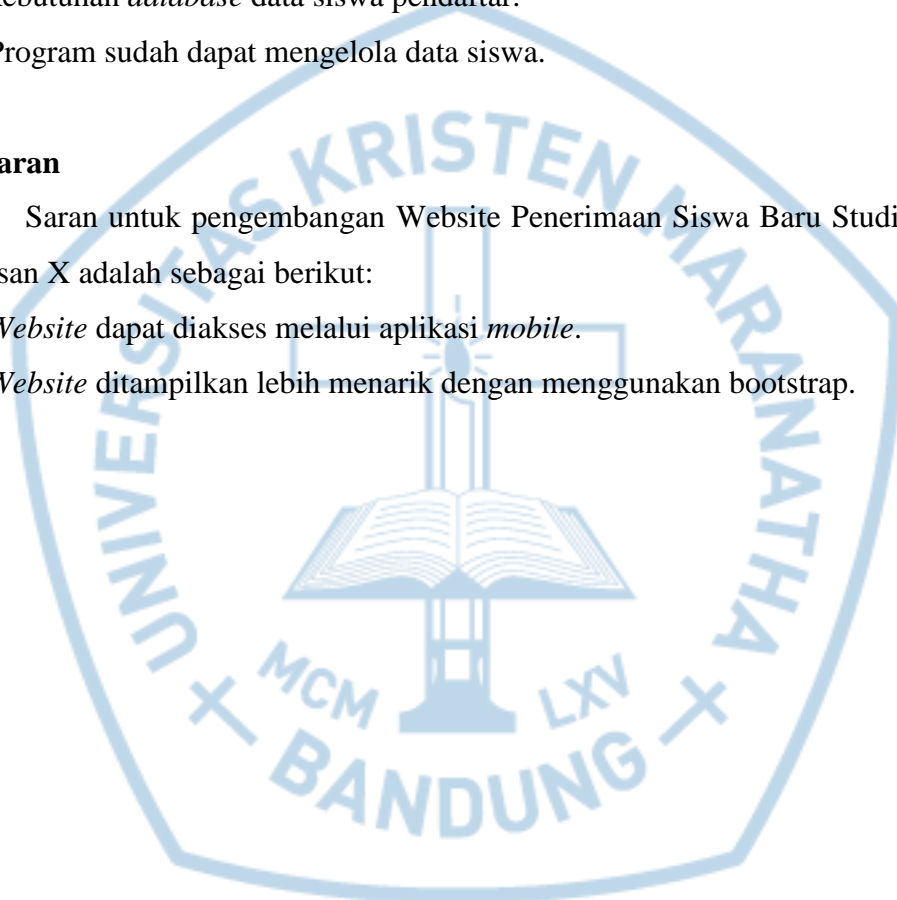 ebutuhan database data siswa pendaftar.
Program sudah dapat mengelola data siswa.
aran
Saran untuk pengembangan Website Penerimaan Siswa Baru Studi
san X adalah sebagai berikut:
Website dapat diakses melalui aplikasi mobile.
Website ditampilkan lebih menarik dengan menggunakan bootstrap.
UNIVERSITAS KRISTEN MARANATHA
MCM LXV
BANDUNG